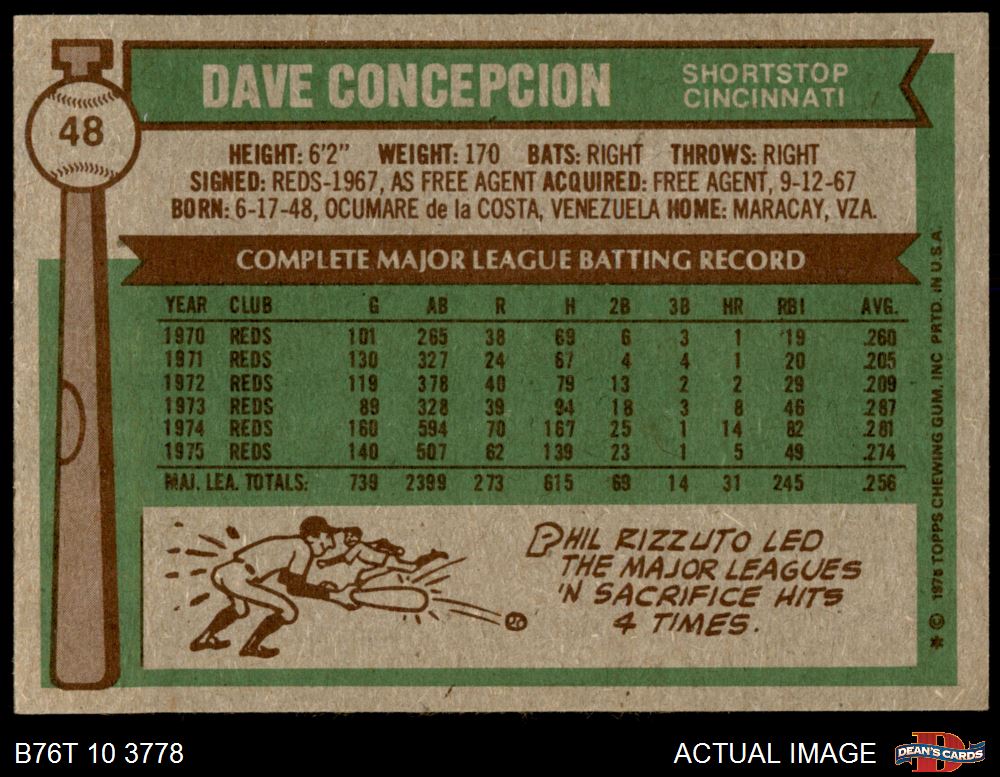 48
DAVE CONCEPCION
SHORTSTOP
CINCINNATI
HEIGHT: 6'2" WEIGHT: 170 BATS: RIGHT THROWS: RIGHT
SIGNED: REDS-1967, AS FREE AGENT ACQUIRED: FREE AGENT, 9-12-67
BORN: 6-17-48, OCUMARE de la COSTA, VENEZUELA HOME: MARACAY, VZA.
COMPLETE MAJOR LEAGUE BATTING RECORD
YEAR CLUB G AB R H 2B 3B HR RBI AVG.
1970 REDS 101 265 38 69 6 3 1 19 .260
1971 REDS 130 327 24 67 4 4 1 20 .205
1972 REDS 119 378 40 79 13 2 2 29 .209
1973 REDS 89 328 39 94 18 3 8 46 .287
1974 REDS 160 594 70 167 25 1 14 82 .281
1975 REDS 140 507 62 139 23 1 5 49 .274
MAJ. LEA. TOTALS: 739 2399 273 615 69 14 31 245 .256
PHIL RIZZUTO LED
THE MAJOR LEAGUES
'N SACRIFICE HITS
4 TIMES.
* © 1976 TOPPS CHEWING GUM, INC PRTD. IN U.S.A.
B76T 10 3778
ACTUAL IMAGE
DEAN'S CARDS